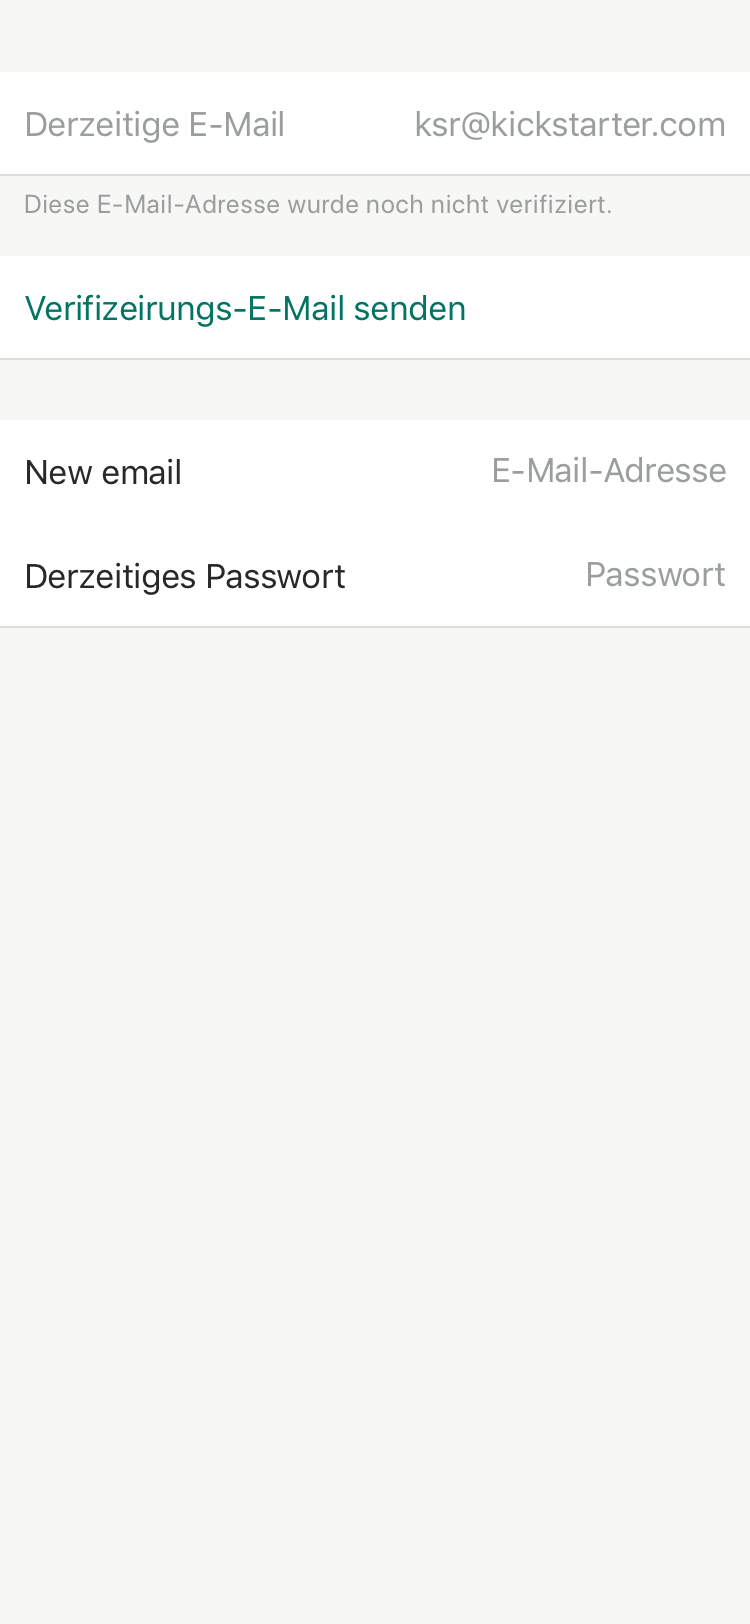 Derzeitige E-Mail ksr@kickstarter.com
Diese E-Mail-Adresse wurde noch nicht verifiziert.
Verifizeirungs-E-Mail senden
New email E-Mail-Adresse
Derzeitiges Passwort Passwort